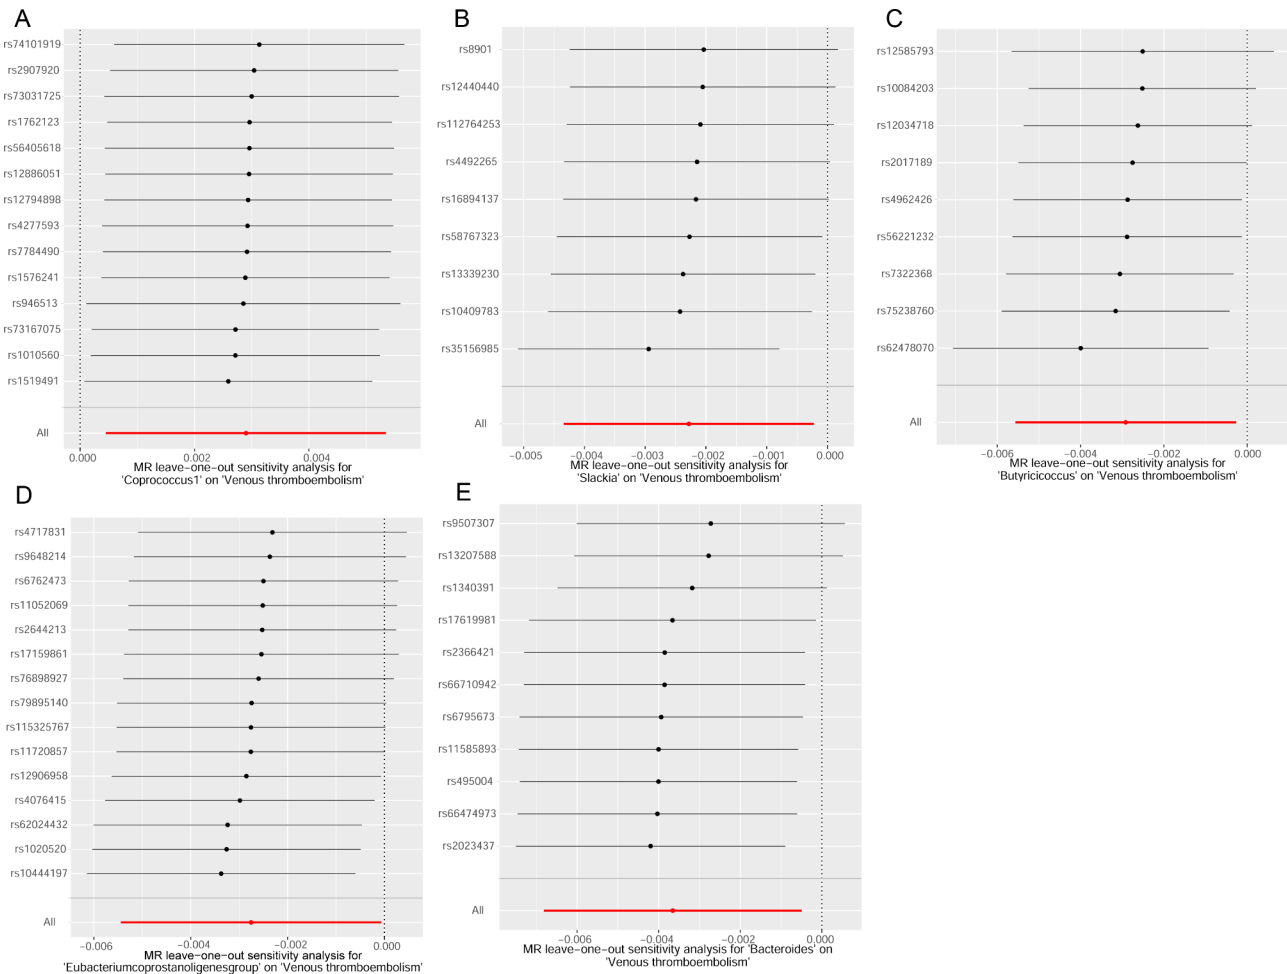 A
rs74101919
rs2907920
rs73031725
rs1762123
rs56405618
rs12886051
rs12794898
rs4277593
rs7784490
rs1576241
rs946513
rs73167075
rs1010560
rs1519491
All
0.000 0.002 0.004
MR leave−one−out sensitivity analysis for
'Coprococcus1' on 'Venous thromboembolism'
B
rs8901
rs12440440
rs112764253
rs4492265
rs16894137
rs58767323
rs13339230
rs10409783
rs35156985
All
−0.005 −0.004 −0.003 −0.002 −0.001 0.000
MR leave−one−out sensitivity analysis for
'Slackia' on 'Venous thromboembolism'
C
rs12585793
rs10084203
rs12034718
rs2017189
rs4962426
rs56221232
rs7322368
rs75238760
rs62478070
All
−0.006 −0.004 −0.002 0.000
MR leave−one−out sensitivity analysis for
'Butyricicoccus' on 'Venous thromboembolism'
D
rs4717831
rs9648214
rs6762473
rs11052069
rs2644213
rs17159861
rs76898927
rs79895140
rs115325767
rs11720857
rs12906958
rs4076415
rs62024432
rs1020520
rs10444197
All
−0.006 −0.004 −0.002 0.000
MR leave−one−out sensitivity analysis for
'Eubacteriumcoprostanoligenesgroup' on 'Venous thromboembolism'
E
rs9507307
rs13207588
rs1340391
rs17619981
rs2366421
rs66710942
rs6795673
rs11585893
rs495004
rs66474973
rs2023437
All
−0.006 −0.004 −0.002 0.000
MR leave−one−out sensitivity analysis for 'Bacteroides' on
'Venous thromboembolism'